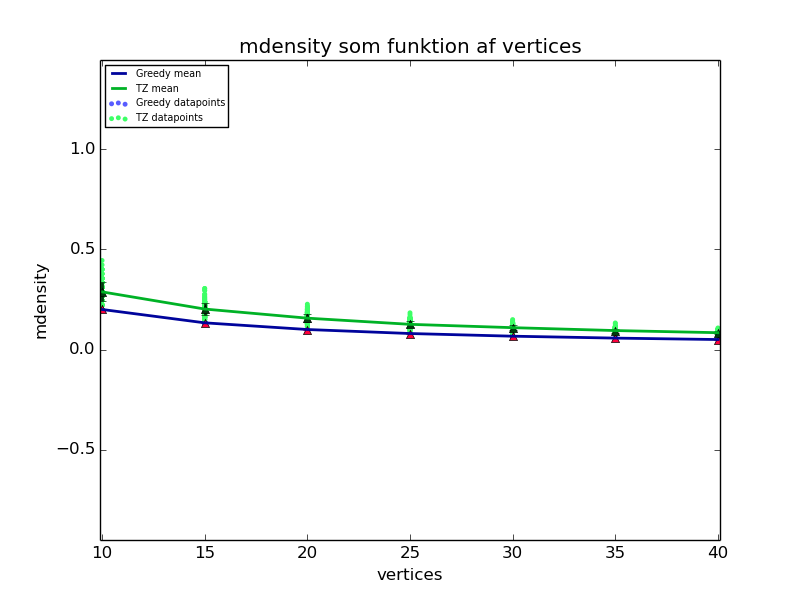 mdensity som funktion af vertices
Greedy mean
TZ mean
Greedy datapoints
TZ datapoints
1.0
0.5
0.0
−0.5
mdensity
10 15 20 25 30 35 40
vertices